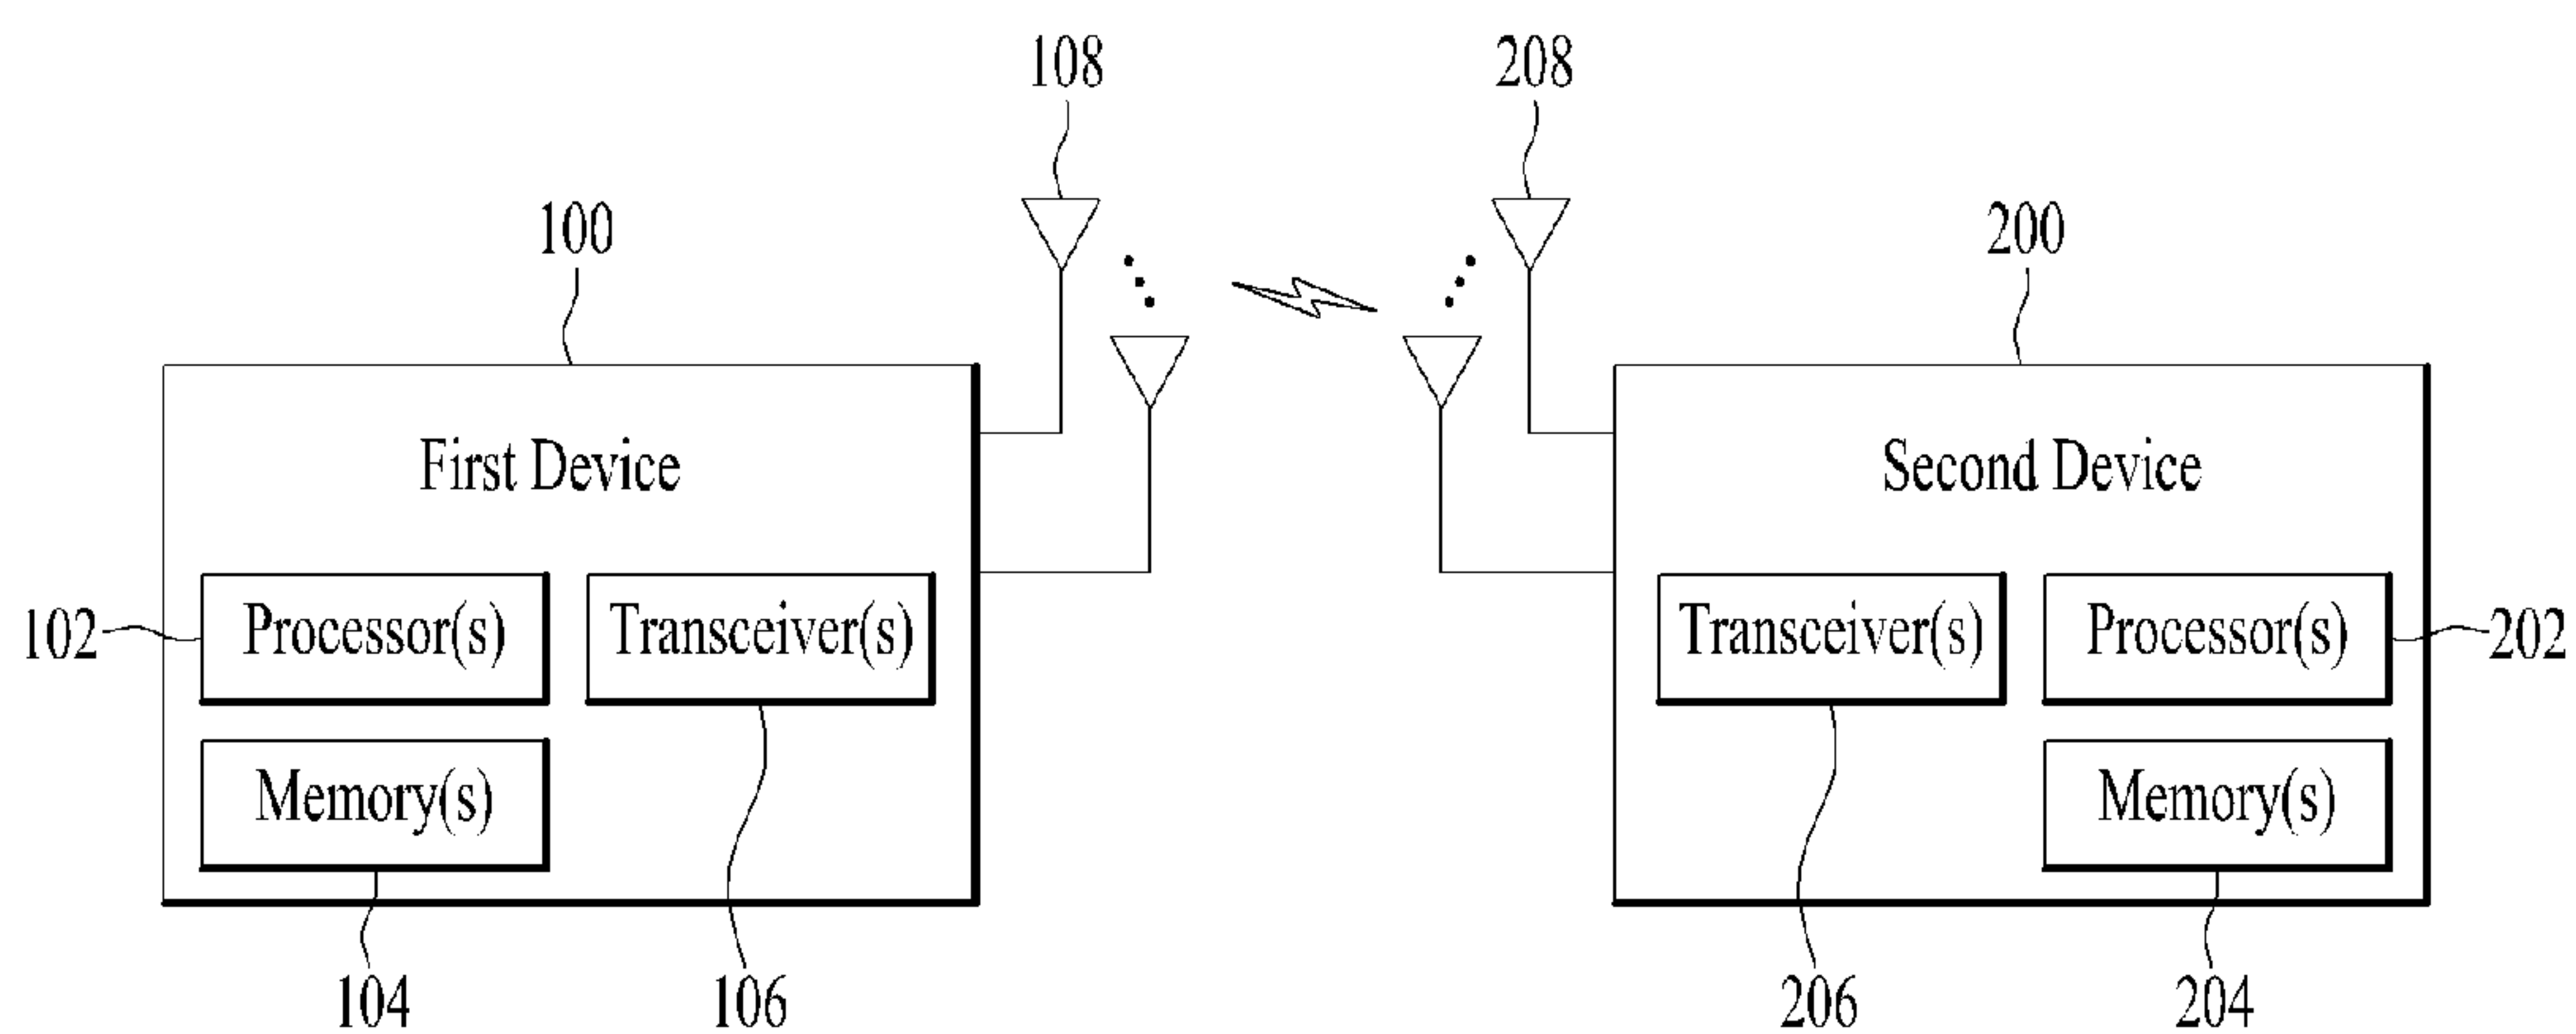 108 208
100 200
First Device Second Device
102 Processor(s) Transceiver(s) Transceiver(s) Processor(s) 202
Memory(s) Memory(s)
104 106 206 204